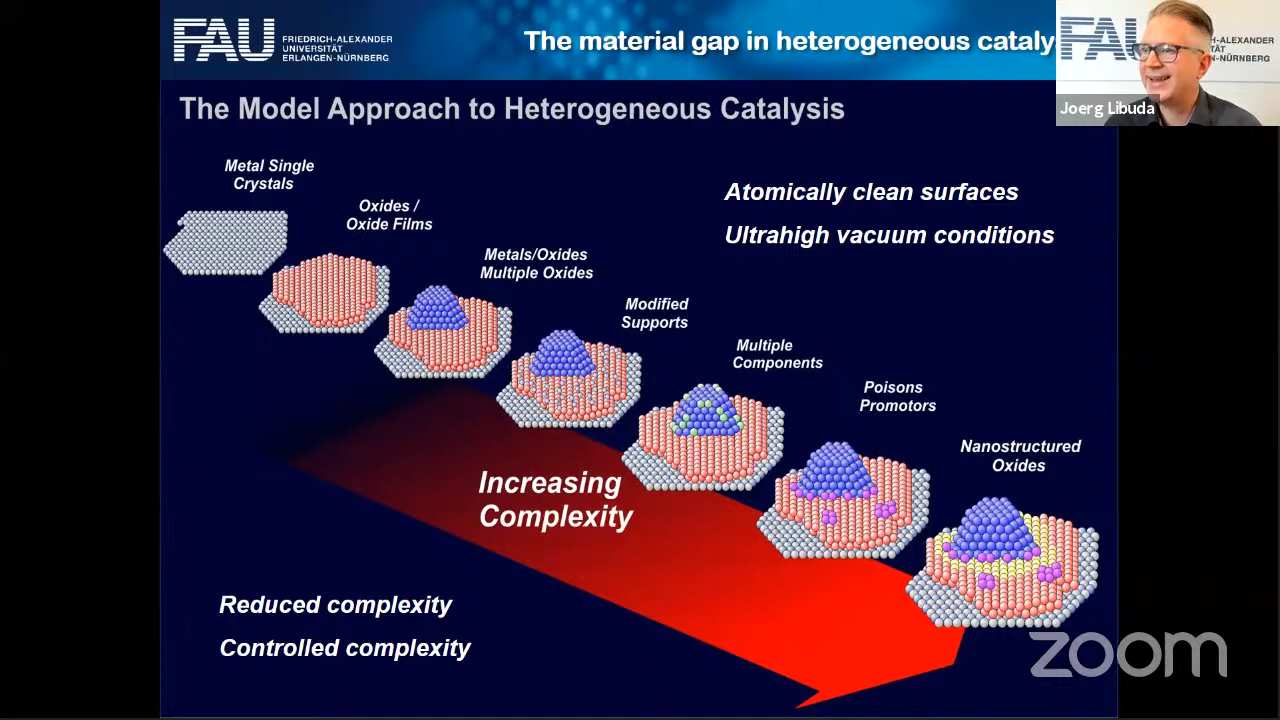 FAU
FRIEDRICH-ALEXANDER
UNIVERSITÄT
ERLANGEN-NÜRNBERG
The material gap in heterogeneous cataly
FAU
H-ALEXANDER
TÄT
N-NÜRNBERG
Joerg Libuda
The Model Approach to Heterogeneous Catalysis
Metal Single
Crystals
Oxides /
Oxide Films
Metals/Oxides
Multiple Oxides
Modified
Supports
Multiple
Components
Poisons
Promotors
Nanostructured
Oxides
Atomically clean surfaces
Ultrahigh vacuum conditions
Increasing
Complexity
Reduced complexity
Controlled complexity
zoom